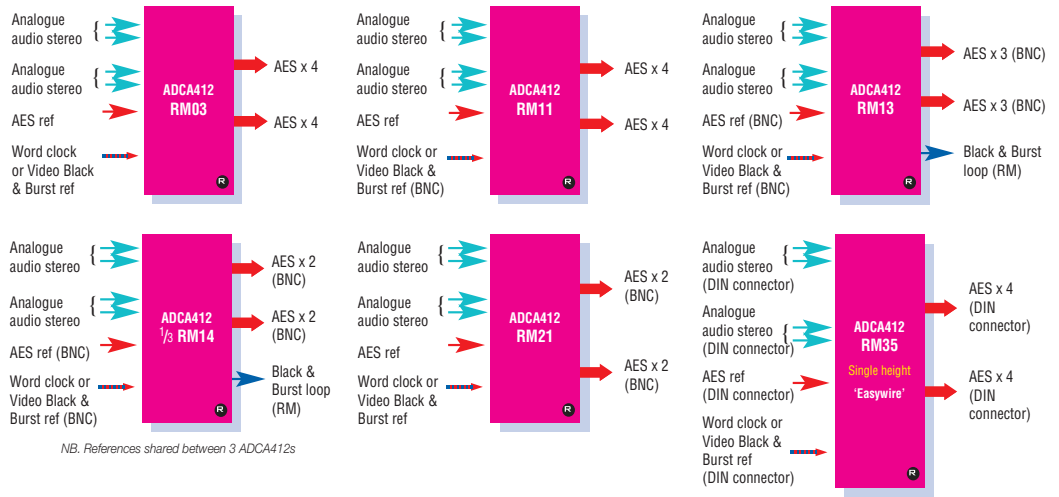 Analogue
audio stereo {
Analogue
audio stereo {
AES ref
Word clock
or Video Black
& Burst ref
ADCA412
RM03
R
AES x 4
AES x 4
Analogue
audio stereo {
Analogue
audio stereo {
AES ref
Word clock or
Video Black &
Burst ref (BNC)
ADCA412
RM11
R
AES x 4
AES x 4
Analogue
audio stereo {
Analogue
audio stereo {
AES ref (BNC)
Word clock or
Video Black &
Burst ref (BNC)
ADCA412
RM13
R
AES x 3 (BNC)
AES x 3 (BNC)
Black & Burst
loop (RM)
Analogue
audio stereo {
Analogue
audio stereo {
AES ref (BNC)
Word clock or
Video Black &
Burst ref (BNC)
ADCA412
1/3 RM14
R
AES x 2
(BNC)
AES x 2
(BNC)
Black &
Burst loop
(RM)
NB. References shared between 3 ADCA412s
Analogue
audio stereo {
Analogue
audio stereo {
AES ref
Word clock or
Video Black &
Burst ref
ADCA412
RM21
R
AES x 2
(BNC)
AES x 2
(BNC)
Analogue
audio stereo {
(DIN connector)
Analogue
audio stereo {
(DIN connector)
AES ref
(DIN connector)
Word clock or
Video Black &
Burst ref
(DIN connector)
ADCA412
RM35
Single height
'Easywire'
R
AES x 4
(DIN
connector)
AES x 4
(DIN
connector)